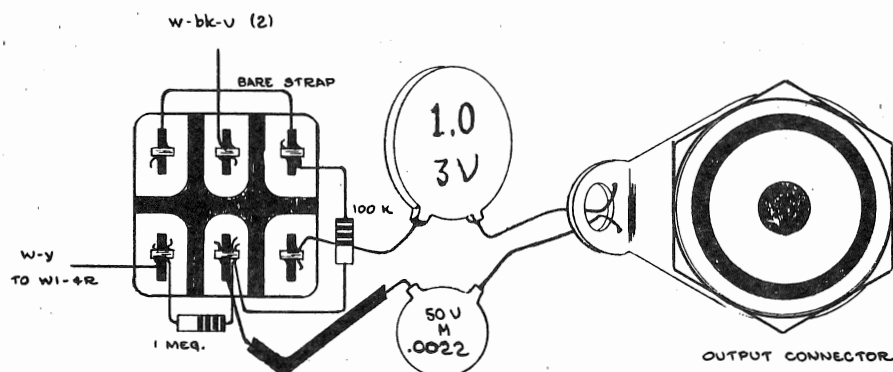 W-bk-v (2)
BARE STRAP
1.0
3V
100 K
W-y
TO W1-4R
1 MEG.
50 V
M
.0022
OUTPUT CONNECTOR